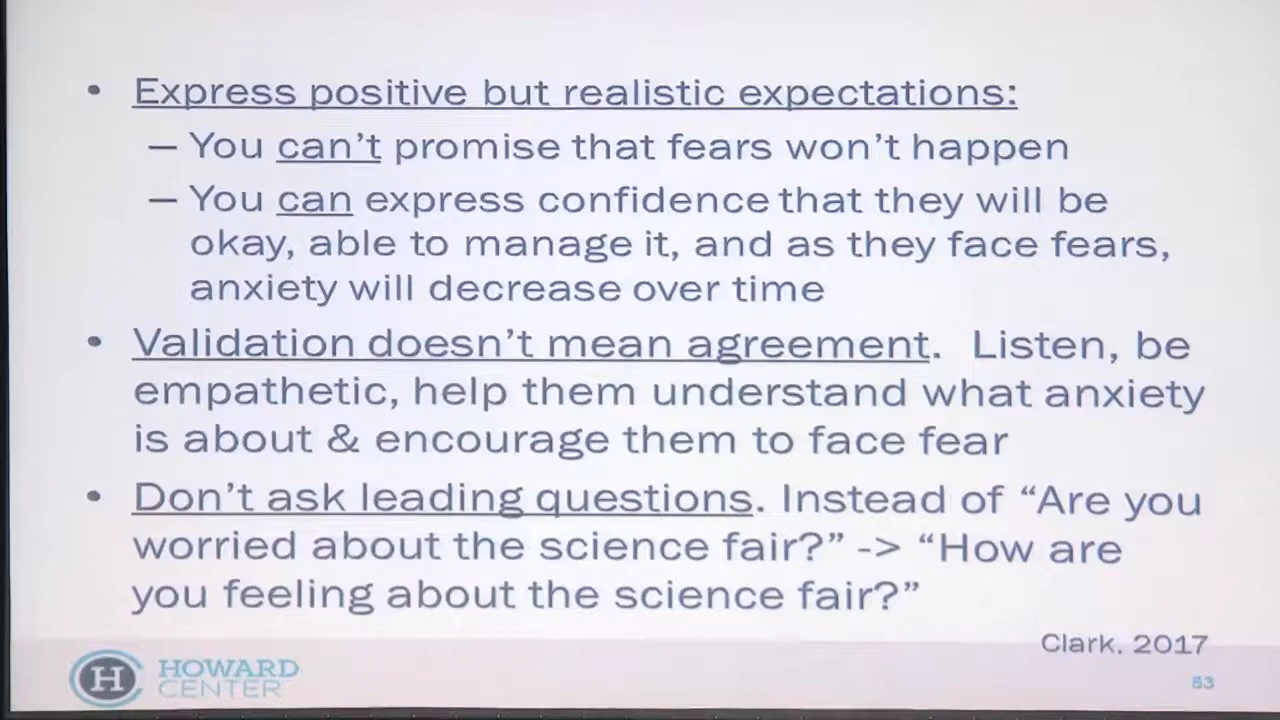 • Express positive but realistic expectations:
— You can't promise that fears won't happen
— You can express confidence that they will be
okay, able to manage it, and as they face fears,
anxiety will decrease over time
• Validation doesn't mean agreement.  Listen, be
empathetic, help them understand what anxiety
is about & encourage them to face fear
• Don't ask leading questions. Instead of “Are you
worried about the science fair?” -> “How are
you feeling about the science fair?”
Clark, 2017
H HOWARD
CENTER
53